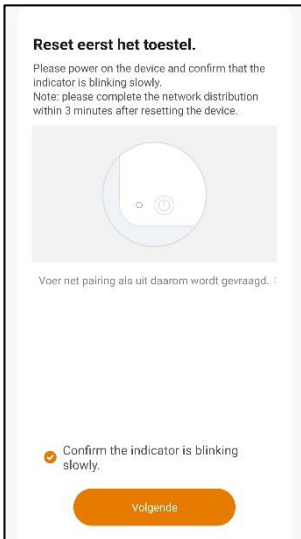 Reset eerst het toestel.
Please power on the device and confirm that the
indicator is blinking slowly.
Note: please complete the network distribution
within 3 minutes after resetting the device.
Voer net pairing als uit daarom wordt gevraagd.
Confirm the indicator is blinking
slowly.
Volgende